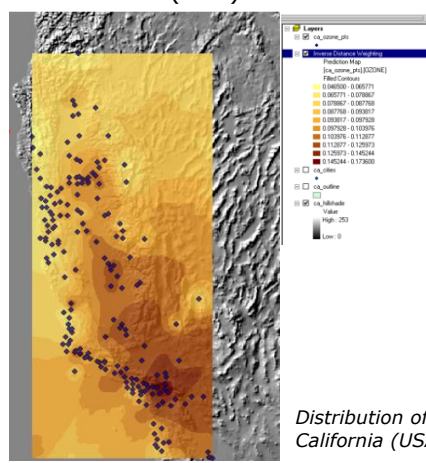 Layers
ca_ozone_pts
Inverse Distance Weighting
Prediction Map
[ca_ozone_pts].[OZONE]
Filled Contours
0.046500 - 0.065771
0.065771 - 0.078867
0.078867 - 0.087768
0.087768 - 0.093817
0.093817 - 0.097928
0.097928 - 0.103976
0.103976 - 0.112877
0.112877 - 0.125973
0.125973 - 0.145244
0.145244 - 0.173600
ca_cities
ca_outline
ca_hillshade
Value
High : 253
Low : 0
Distribution of
California (USA